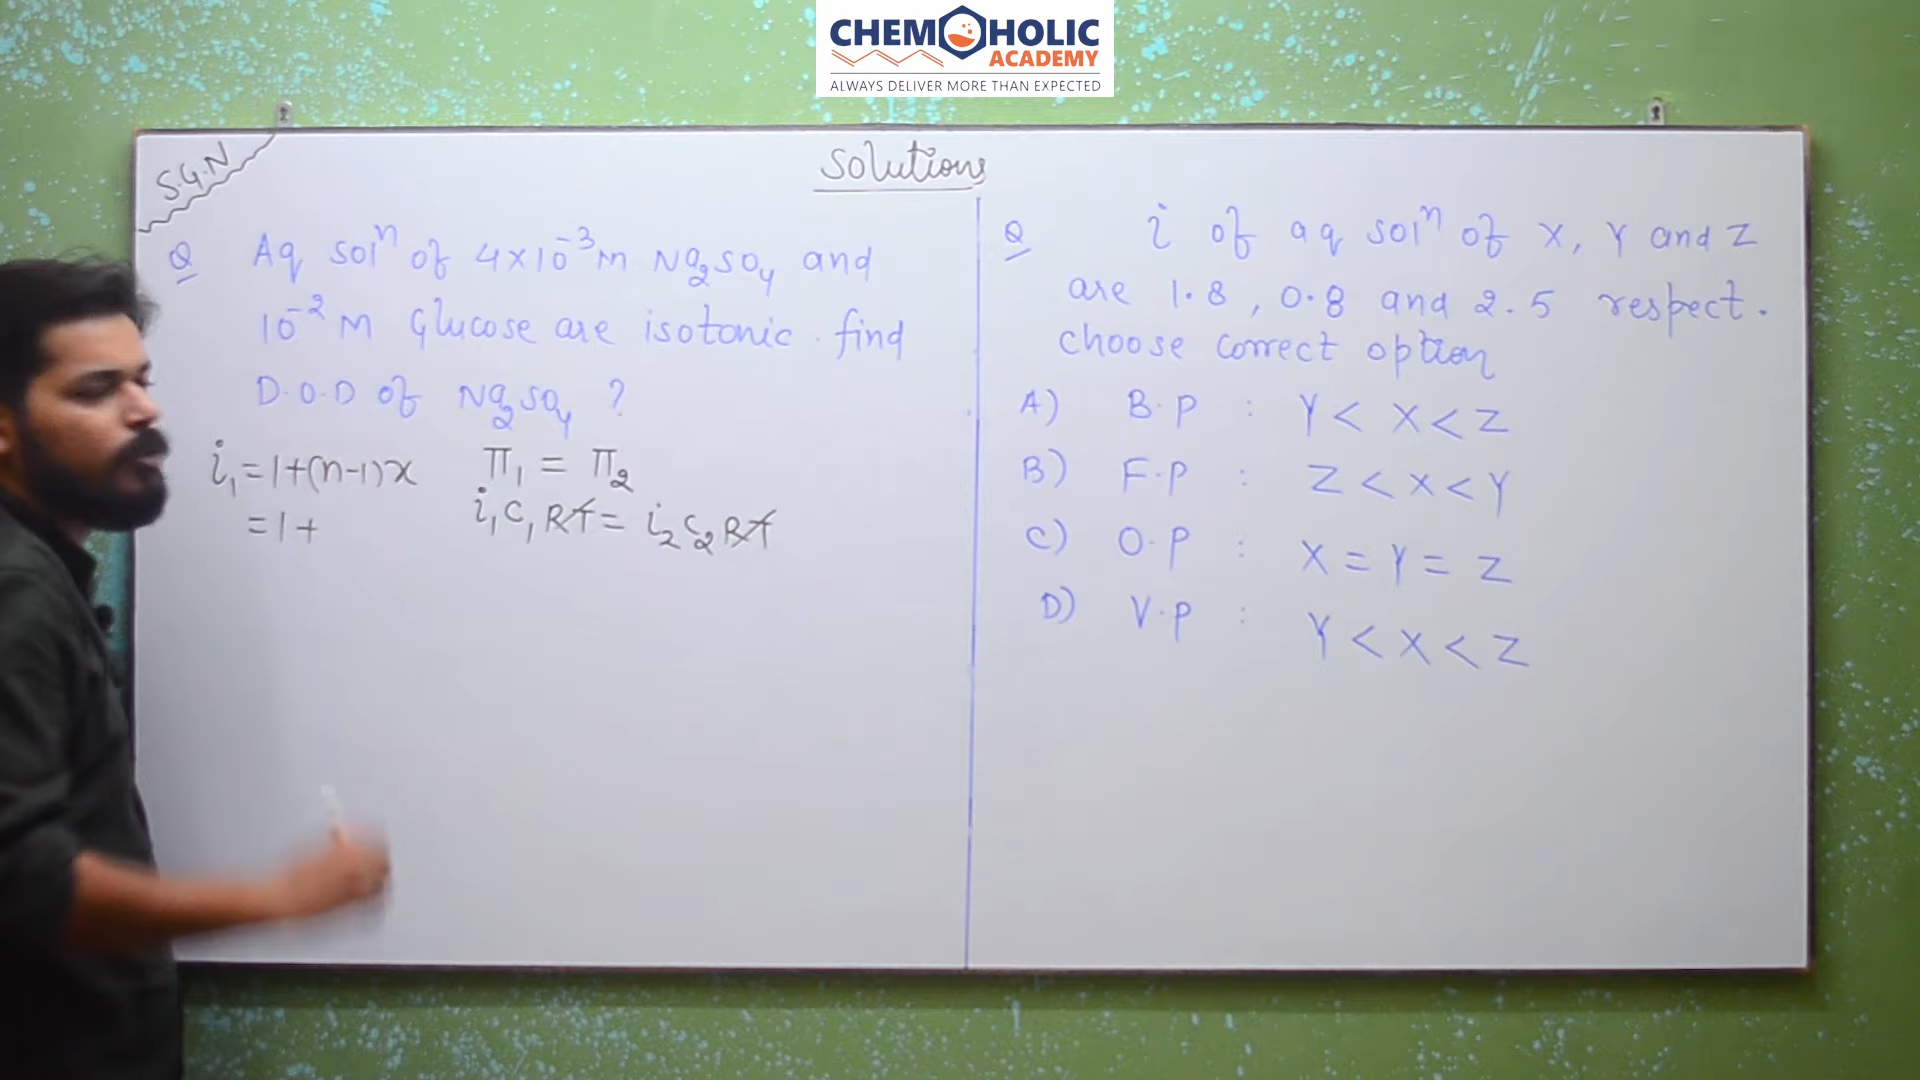 CHEMOHOLIC
ACADEMY
ALWAYS DELIVER MORE THAN EXPECTED
S.G.N
Solutions
Q Aq solⁿ of 4×10⁻³M Na₂SO₄ and
10⁻² M Glucose are isotonic. find
D.O.D of Na₂SO₄ ?
i₁=1+(n-1)x
=1+
π₁ = π₂
i₁C₁RT= i₂C₂RT
Q i of aq solⁿ of X, Y and Z
are 1.8, 0.8 and 2.5 respect.
choose correct option
A) B.P : Y < X < Z
B) F.P : Z < X < Y
C) O.P : X = Y = Z
D) V.P : Y < X < Z